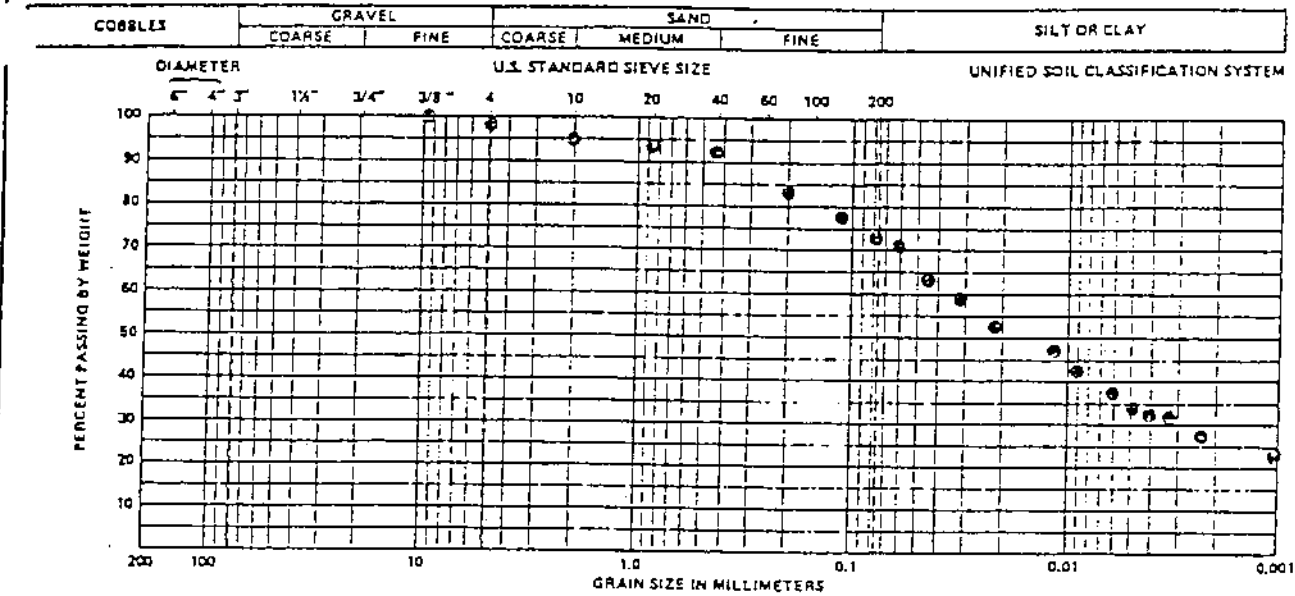 COBBLES GRAVEL SAND SILT OR CLAY
COARSE FINE COARSE MEDIUM FINE
DIAMETER U.S. STANDARD SIEVE SIZE UNIFIED SOIL CLASSIFICATION SYSTEM
6" 4" 3" 1½" 3/4" 3/8" 4 10 20 40 60 100 200
100
90
80
70
60
50
40
30
20
10
PERCENT PASSING BY WEIGHT
200 100 10 1.0 0.1 0.01 0.001
GRAIN SIZE IN MILLIMETERS